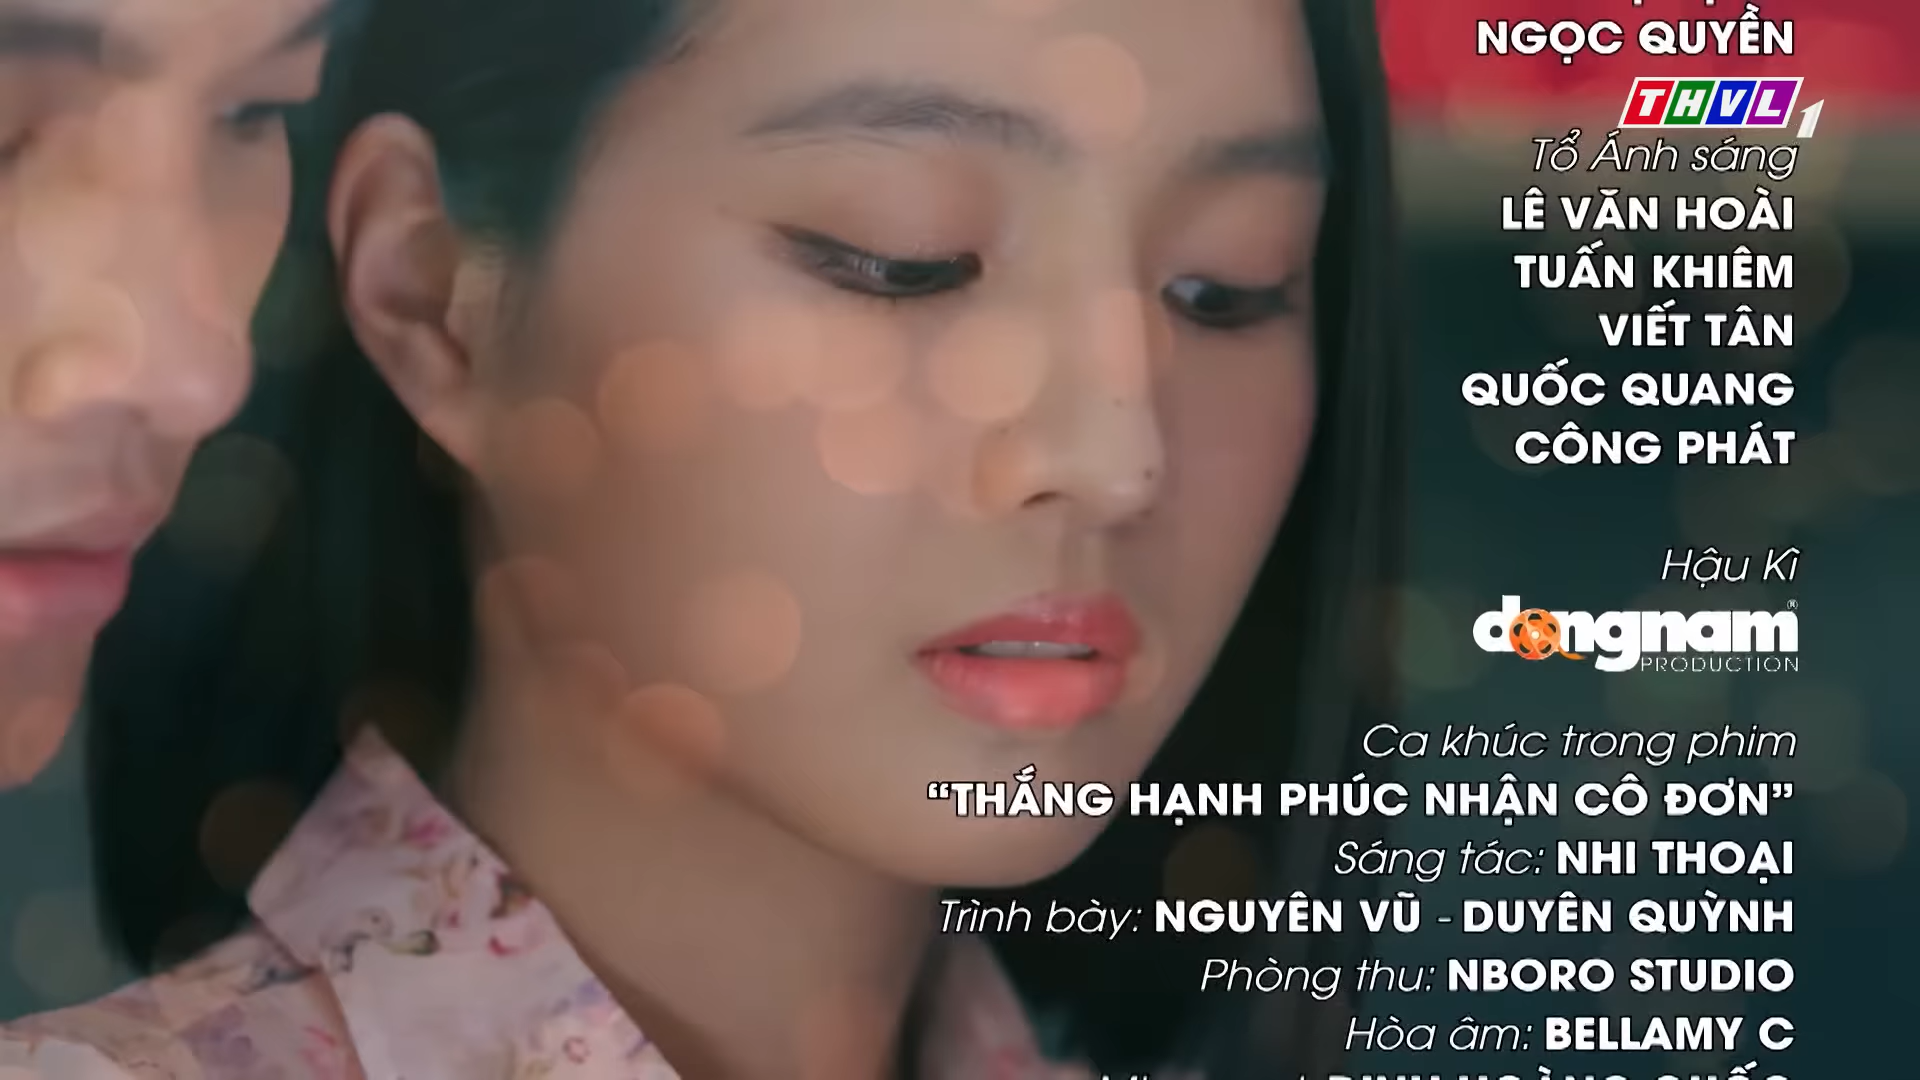 NGỌC QUYỀN
THVL1
Tổ Ánh sáng
LÊ VĂN HOÀI
TUẤN KHIÊM
VIẾT TÂN
QUỐC QUANG
CÔNG PHÁT
Hậu Kì
dongnam®
PRODUCTION
Ca khúc trong phim
“THẮNG HẠNH PHÚC NHẬN CÔ ĐƠN”
Sáng tác: NHI THOẠI
Trình bày: NGUYÊN VŨ - DUYÊN QUỲNH
Phòng thu: NBORO STUDIO
Hòa âm: BELLAMY C